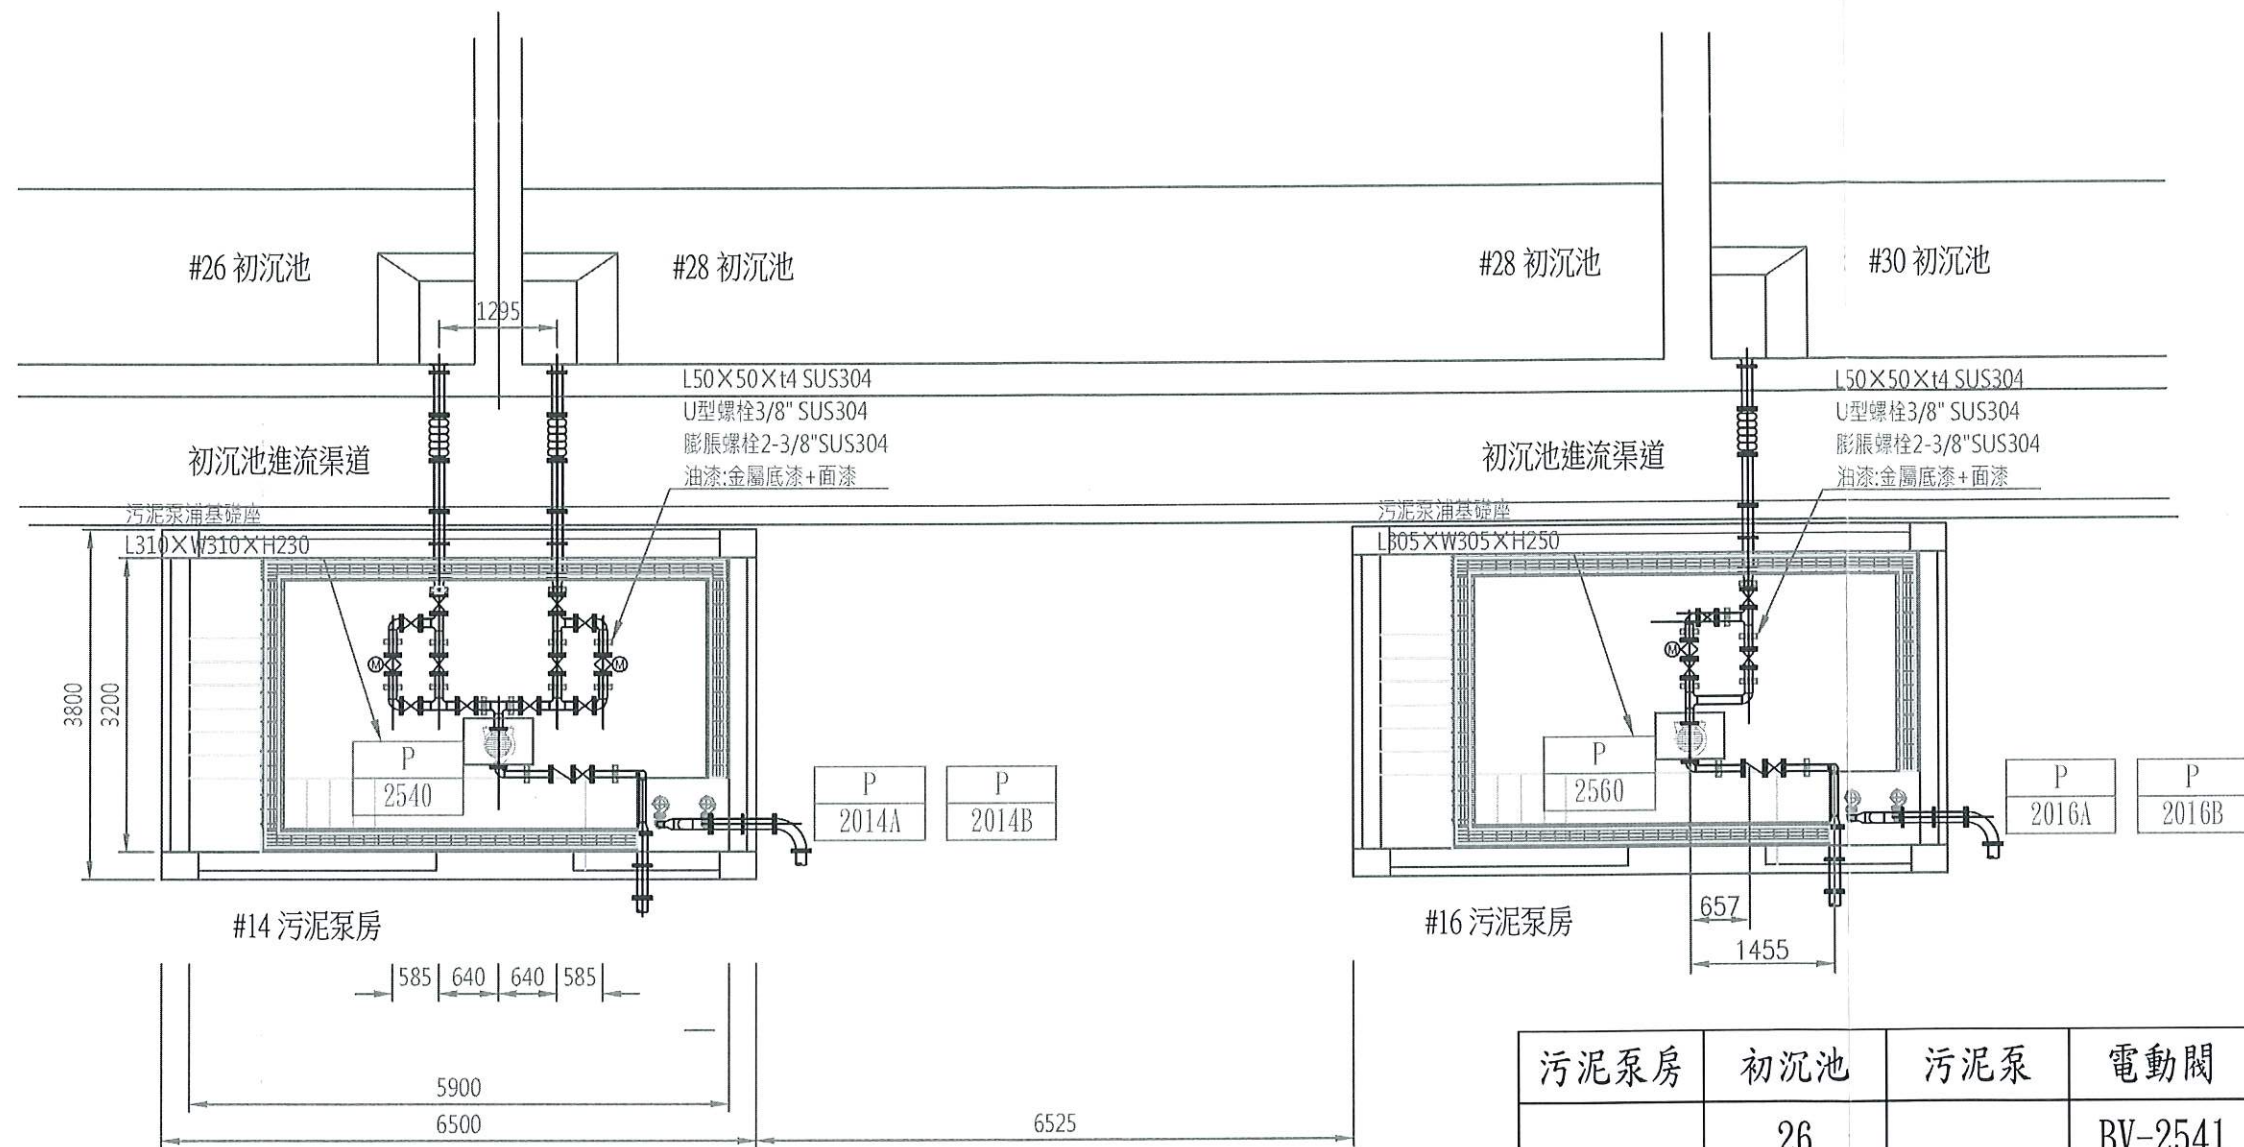 #26 初沉池
#28 初沉池
#28 初沉池
#30 初沉池
1295
L50×50×t4 SUS304
U型螺栓3/8" SUS304
膨脹螺栓2-3/8"SUS304
油漆:金屬底漆+面漆
L50×50×t4 SUS304
U型螺栓3/8" SUS304
膨脹螺栓2-3/8"SUS304
油漆:金屬底漆+面漆
初沉池進流渠道
初沉池進流渠道
污泥泵浦基礎座
L310×W310×H230
污泥泵浦基礎座
L305×W305×H250
M
M
M
3800
3200
P
2540
P
2014A
P
2014B
P
2560
P
2016A
P
2016B
#14 污泥泵房
#16 污泥泵房
657
1455
585 640 640 585
5900
6500
6525
污泥泵房 初沉池 污泥泵 電動閥
26 BV-2541